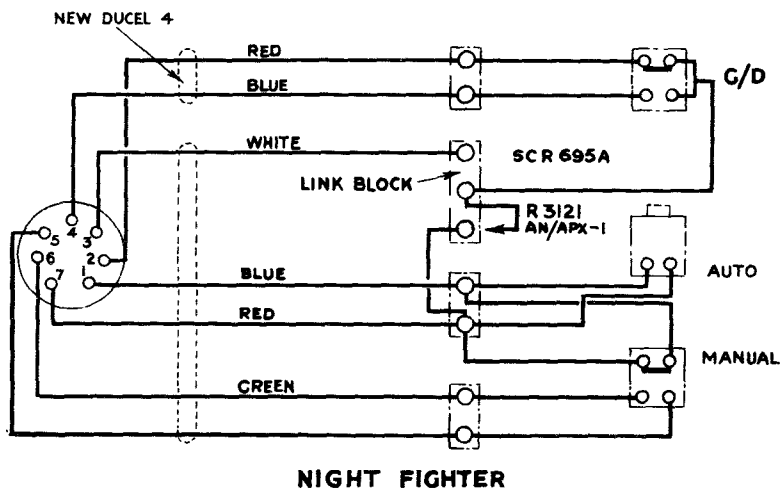 NEW DUCEL 4
RED
G/D
BLUE
WHITE
SCR 695A
LINK BLOCK
R 3121
AN/APX-1
4
5
3
6
2
7
1
BLUE
AUTO
RED
MANUAL
GREEN
NIGHT FIGHTER